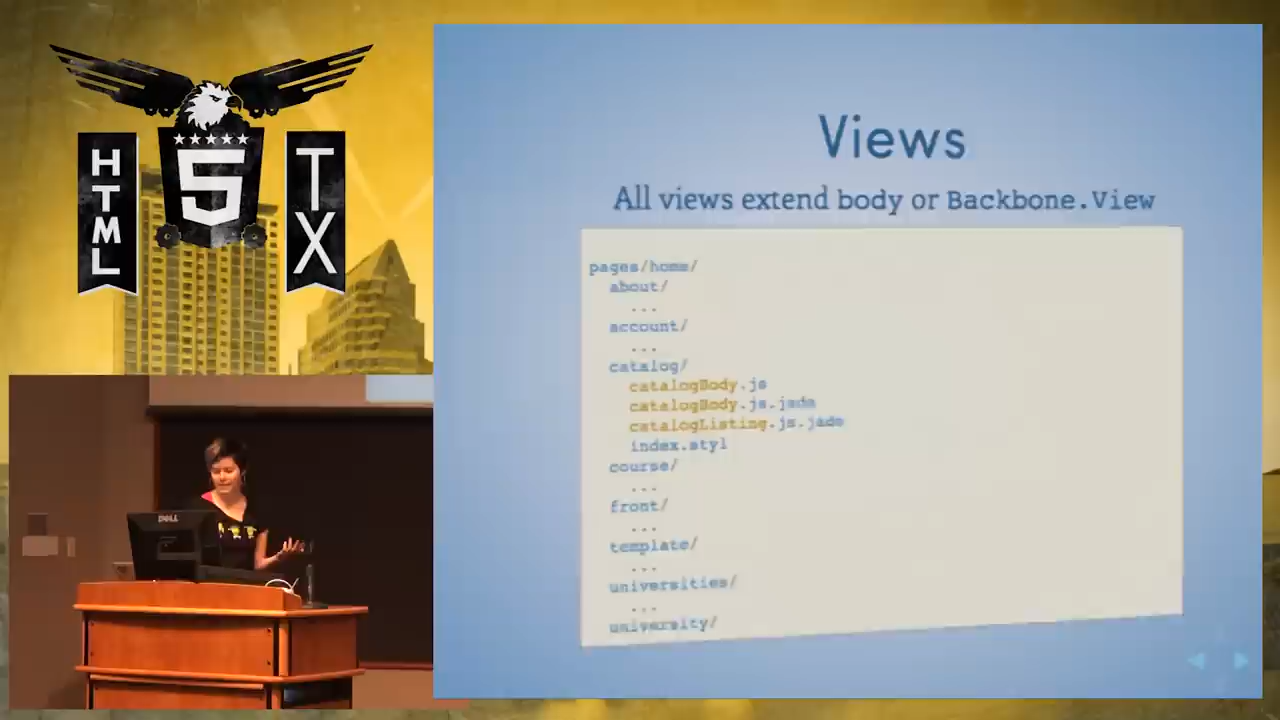 HTML
5
TX
DELL
Views
All views extend body or Backbone.View
pages/home/
about/
...
account/
...
catalog/
catalogBody.js
catalogBody.js.jade
catalogListing.js.jade
index.styl
course/
...
front/
...
template/
...
universities/
...
university/